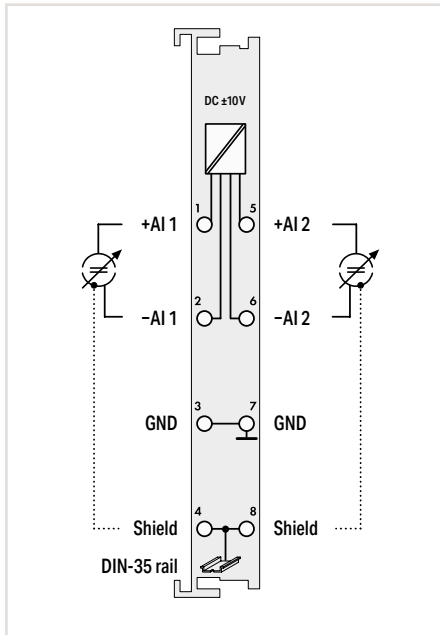 DC ±10V
1 5
+AI 1 +AI 2
2 6
−AI 1 −AI 2
3 7
GND GND
4 8
Shield Shield
DIN-35 rail